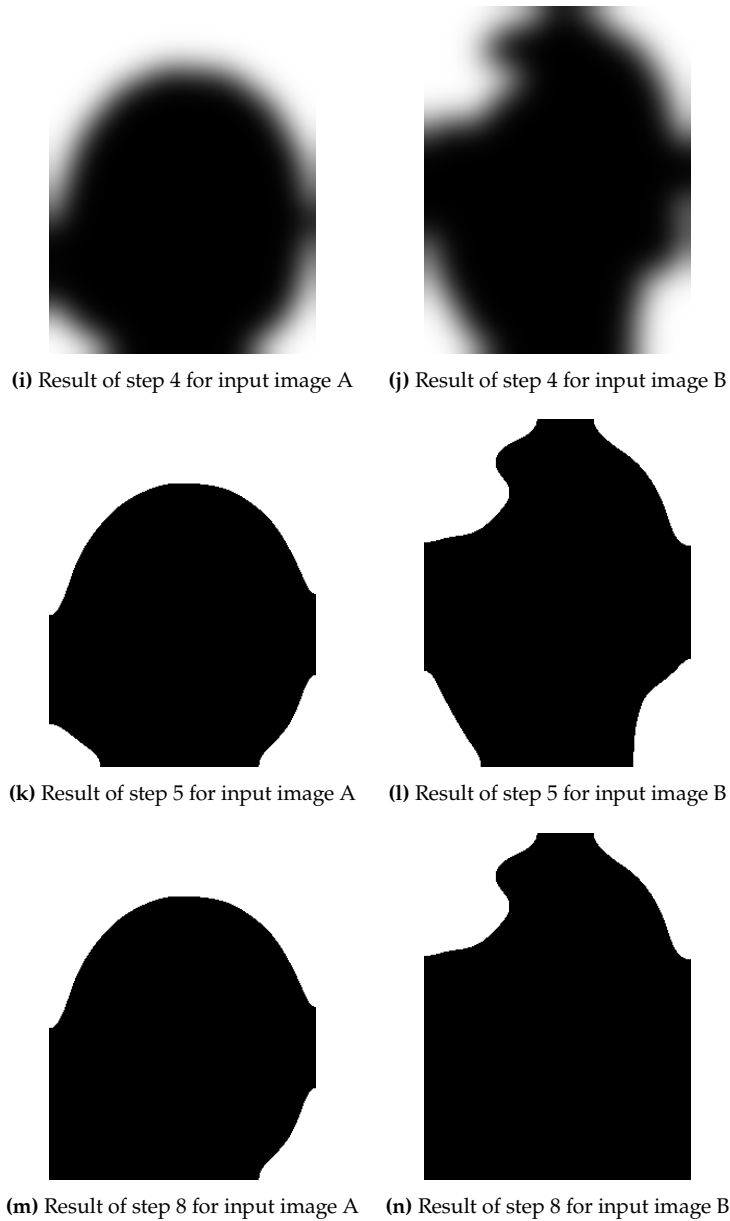 (i) Result of step 4 for input image A
(j) Result of step 4 for input image B
(k) Result of step 5 for input image A
(l) Result of step 5 for input image B
(m) Result of step 8 for input image A
(n) Result of step 8 for input image B